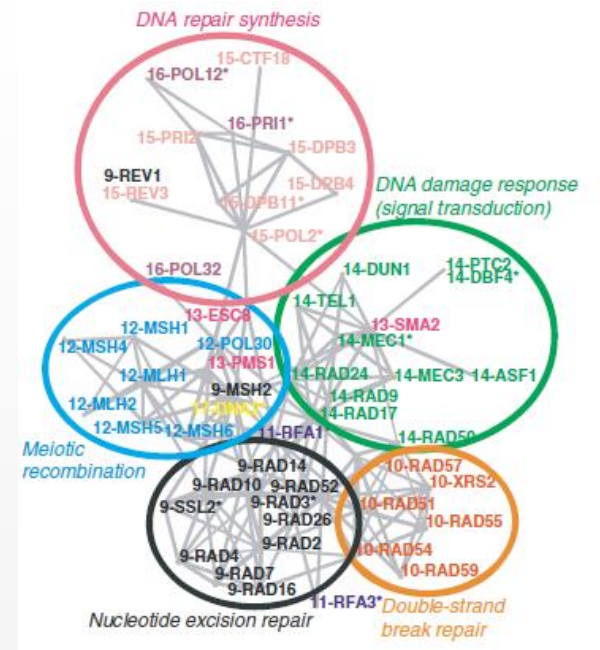 DNA repair synthesis
15-CTF18
16-POL12*
16-PRI1*
15-PRI2
15-DPB3
9-REV1
15-DPB4
15-REV3
15-DPB11*
DNA damage response
(signal transduction)
15-POL2*
16-POL32
14-DUN1
14-PTC2
14-DBF4*
14-TEL1
13-ESC8
13-SMA2
12-MSH1
12-POL30
14-MEC1*
12-MSH4
13-PMS1
12-MLH1
14-RAD24
14-MEC3
14-ASF1
9-MSH2
14-RAD9
12-MLH2
14-RAD17
12-MSH5
12-MSH6
11-RFA1*
14-RAD50
Meiotic
recombination
9-RAD14
10-RAD57
9-RAD10
9-RAD52
10-XRS2
9-SSL2*
9-RAD3*
10-RAD51
9-RAD26
10-RAD55
9-RAD2
9-RAD4
10-RAD54
9-RAD7
10-RAD59
9-RAD16
11-RFA3*
Nucleotide excision repair
Double-strand
break repair